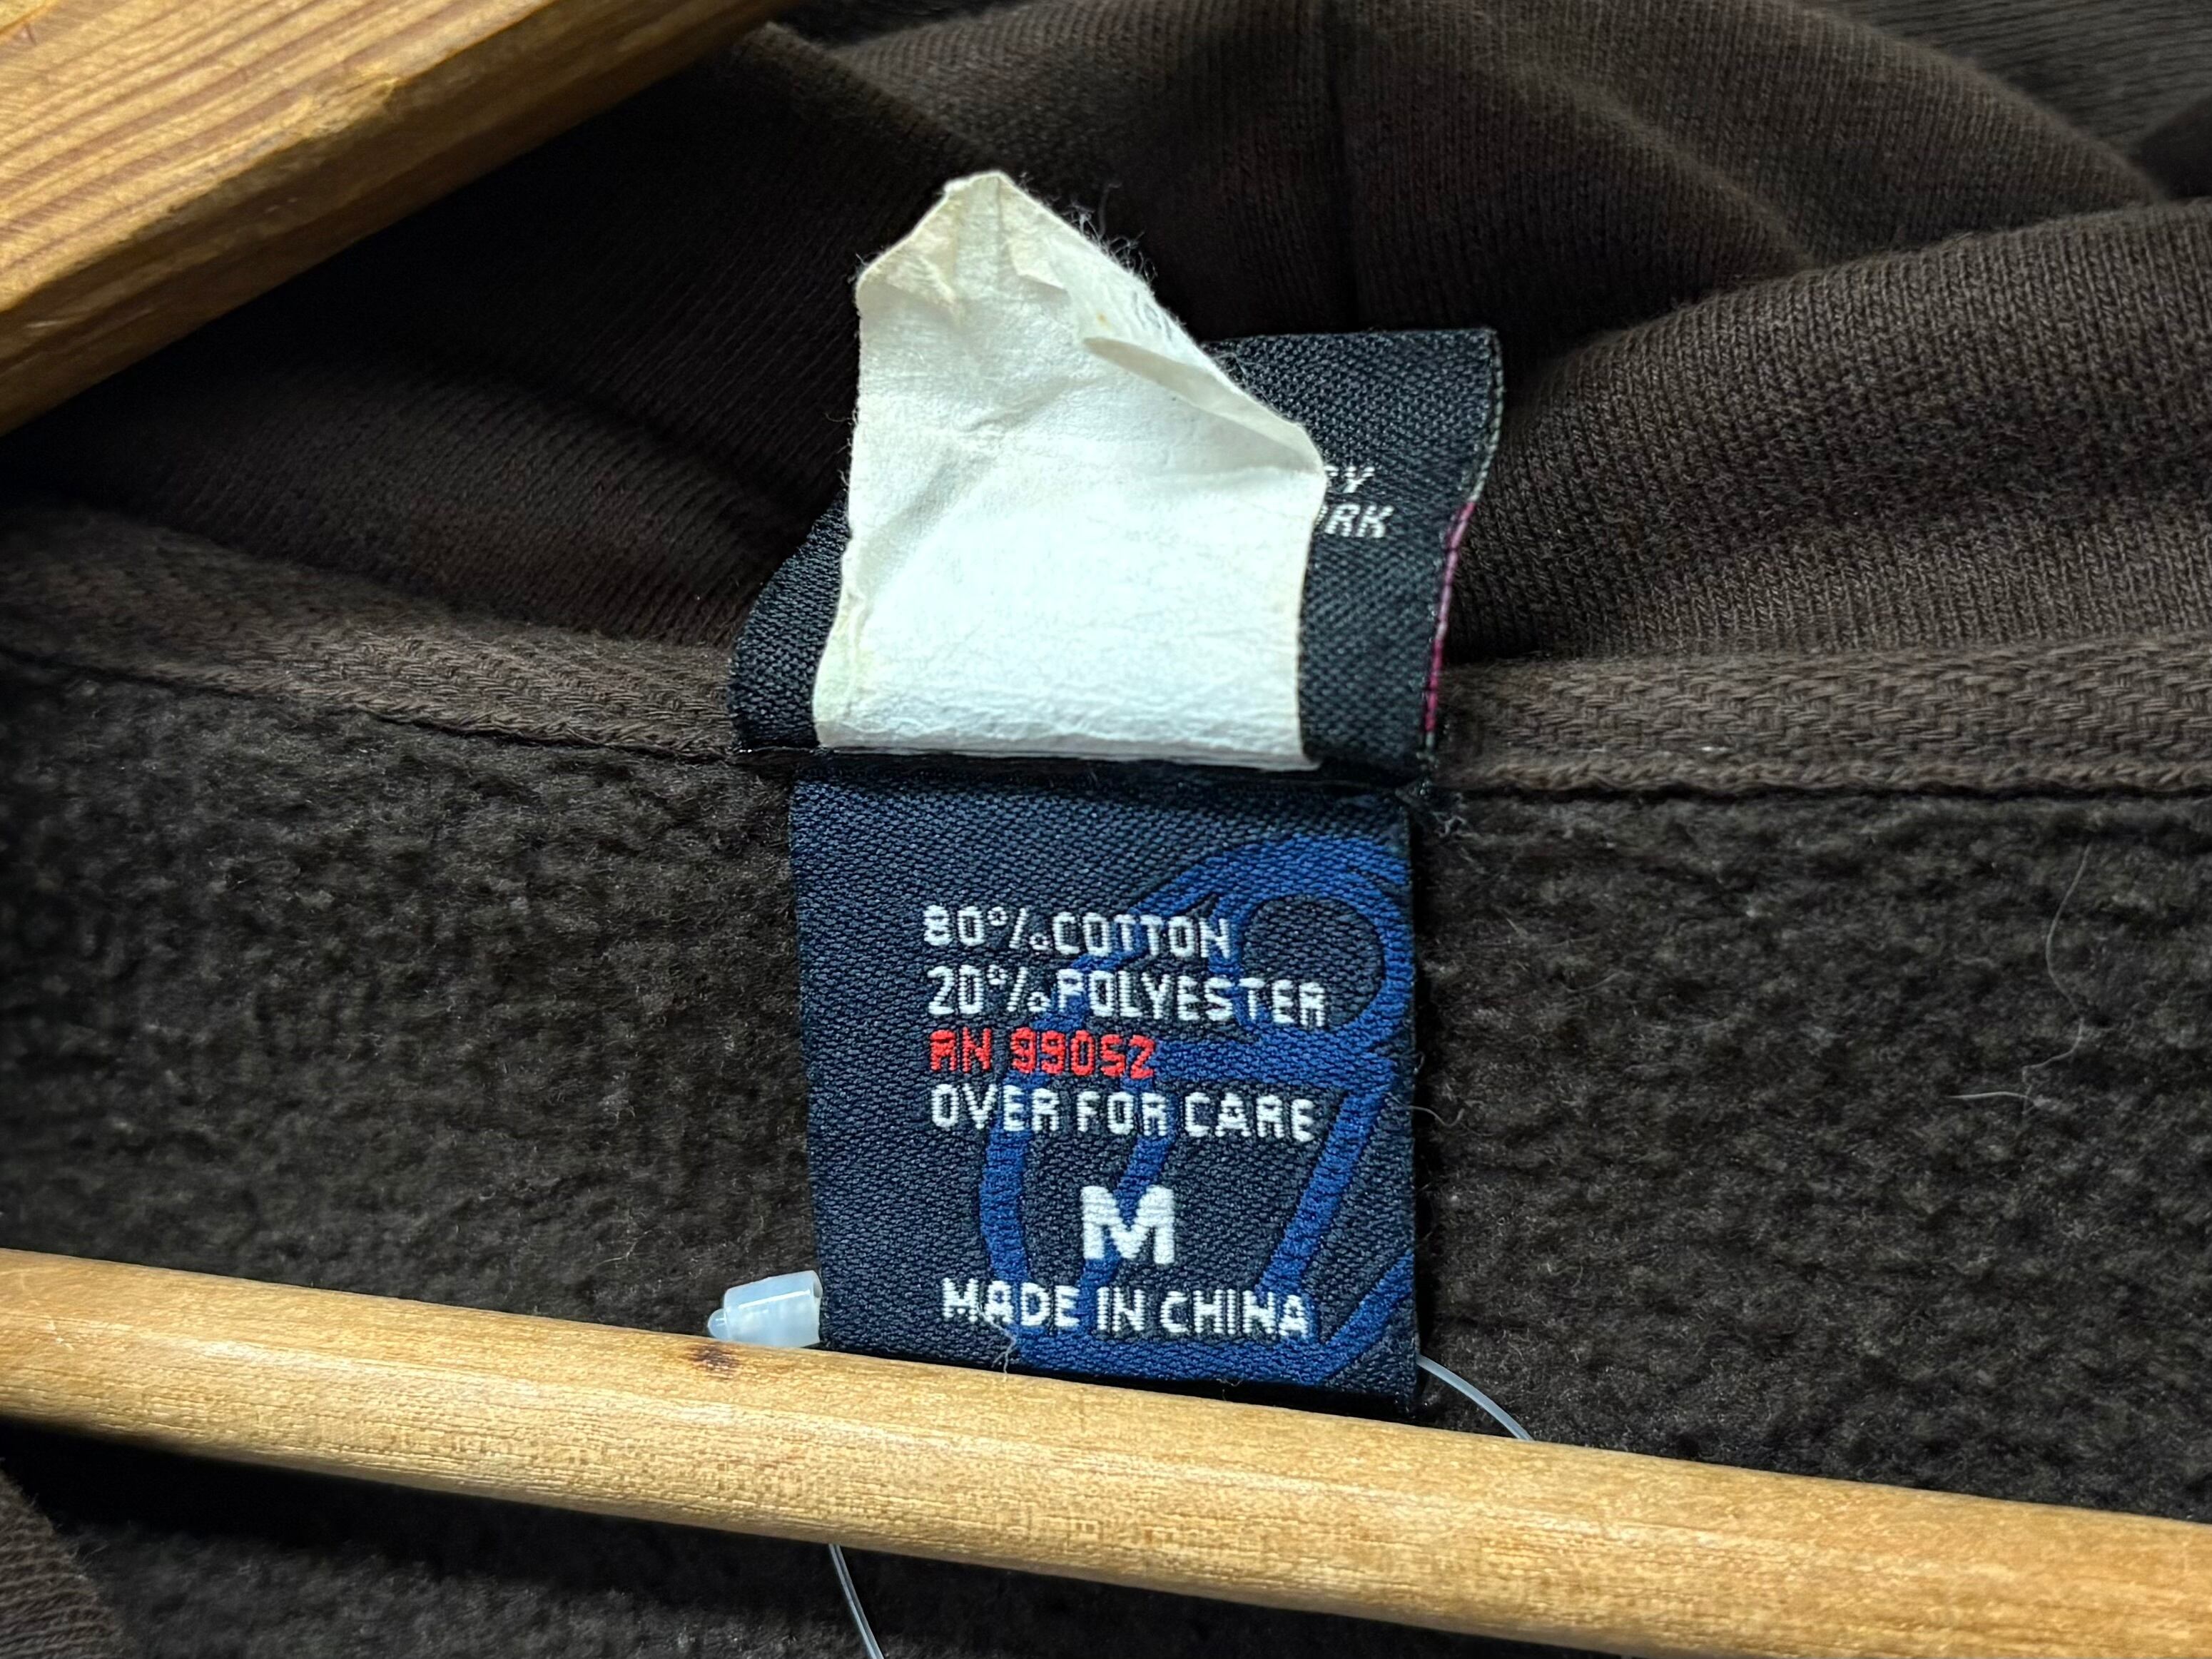 80%COTTON
20%POLYESTER
RN 99052
OVER FOR CARE
M
MADE IN CHINA